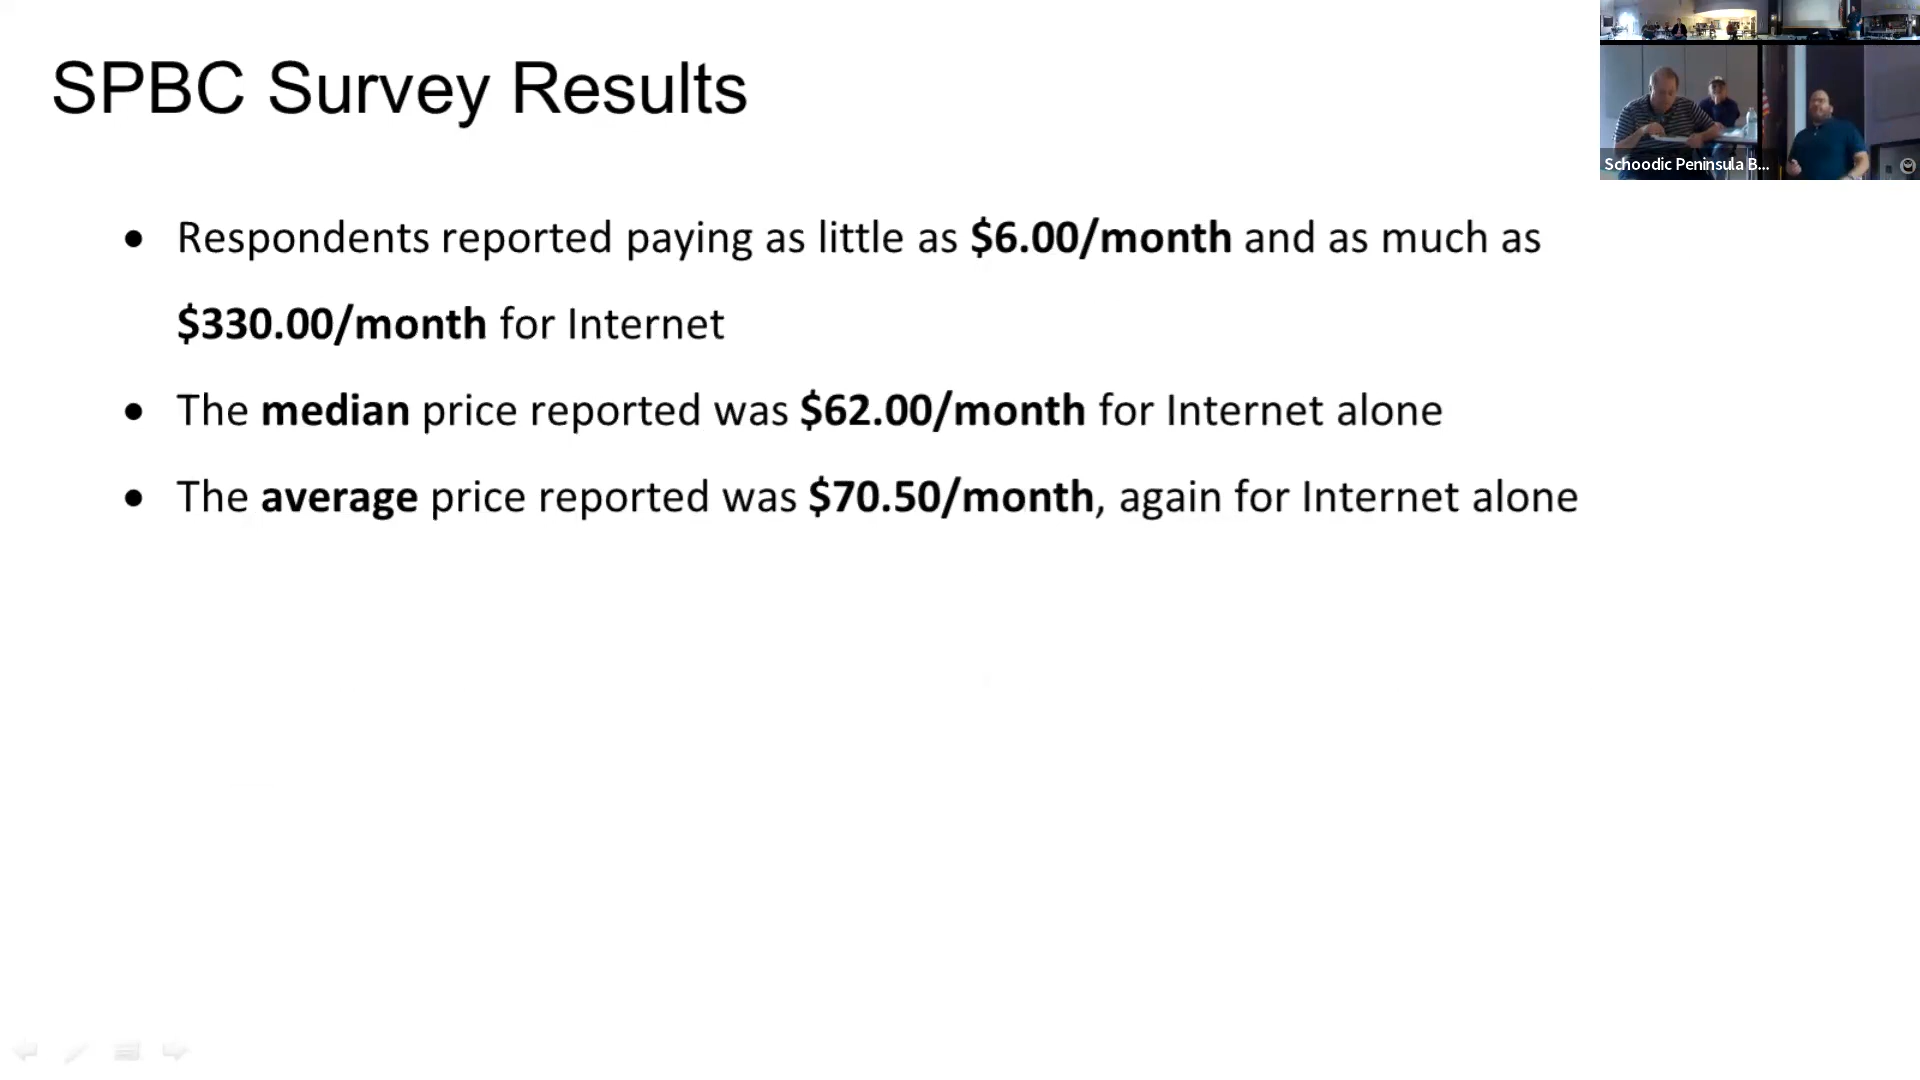 SPBC Survey Results
Schoodic Peninsula B...
• Respondents reported paying as little as $6.00/month and as much as
$330.00/month for Internet
• The median price reported was $62.00/month for Internet alone
• The average price reported was $70.50/month, again for Internet alone